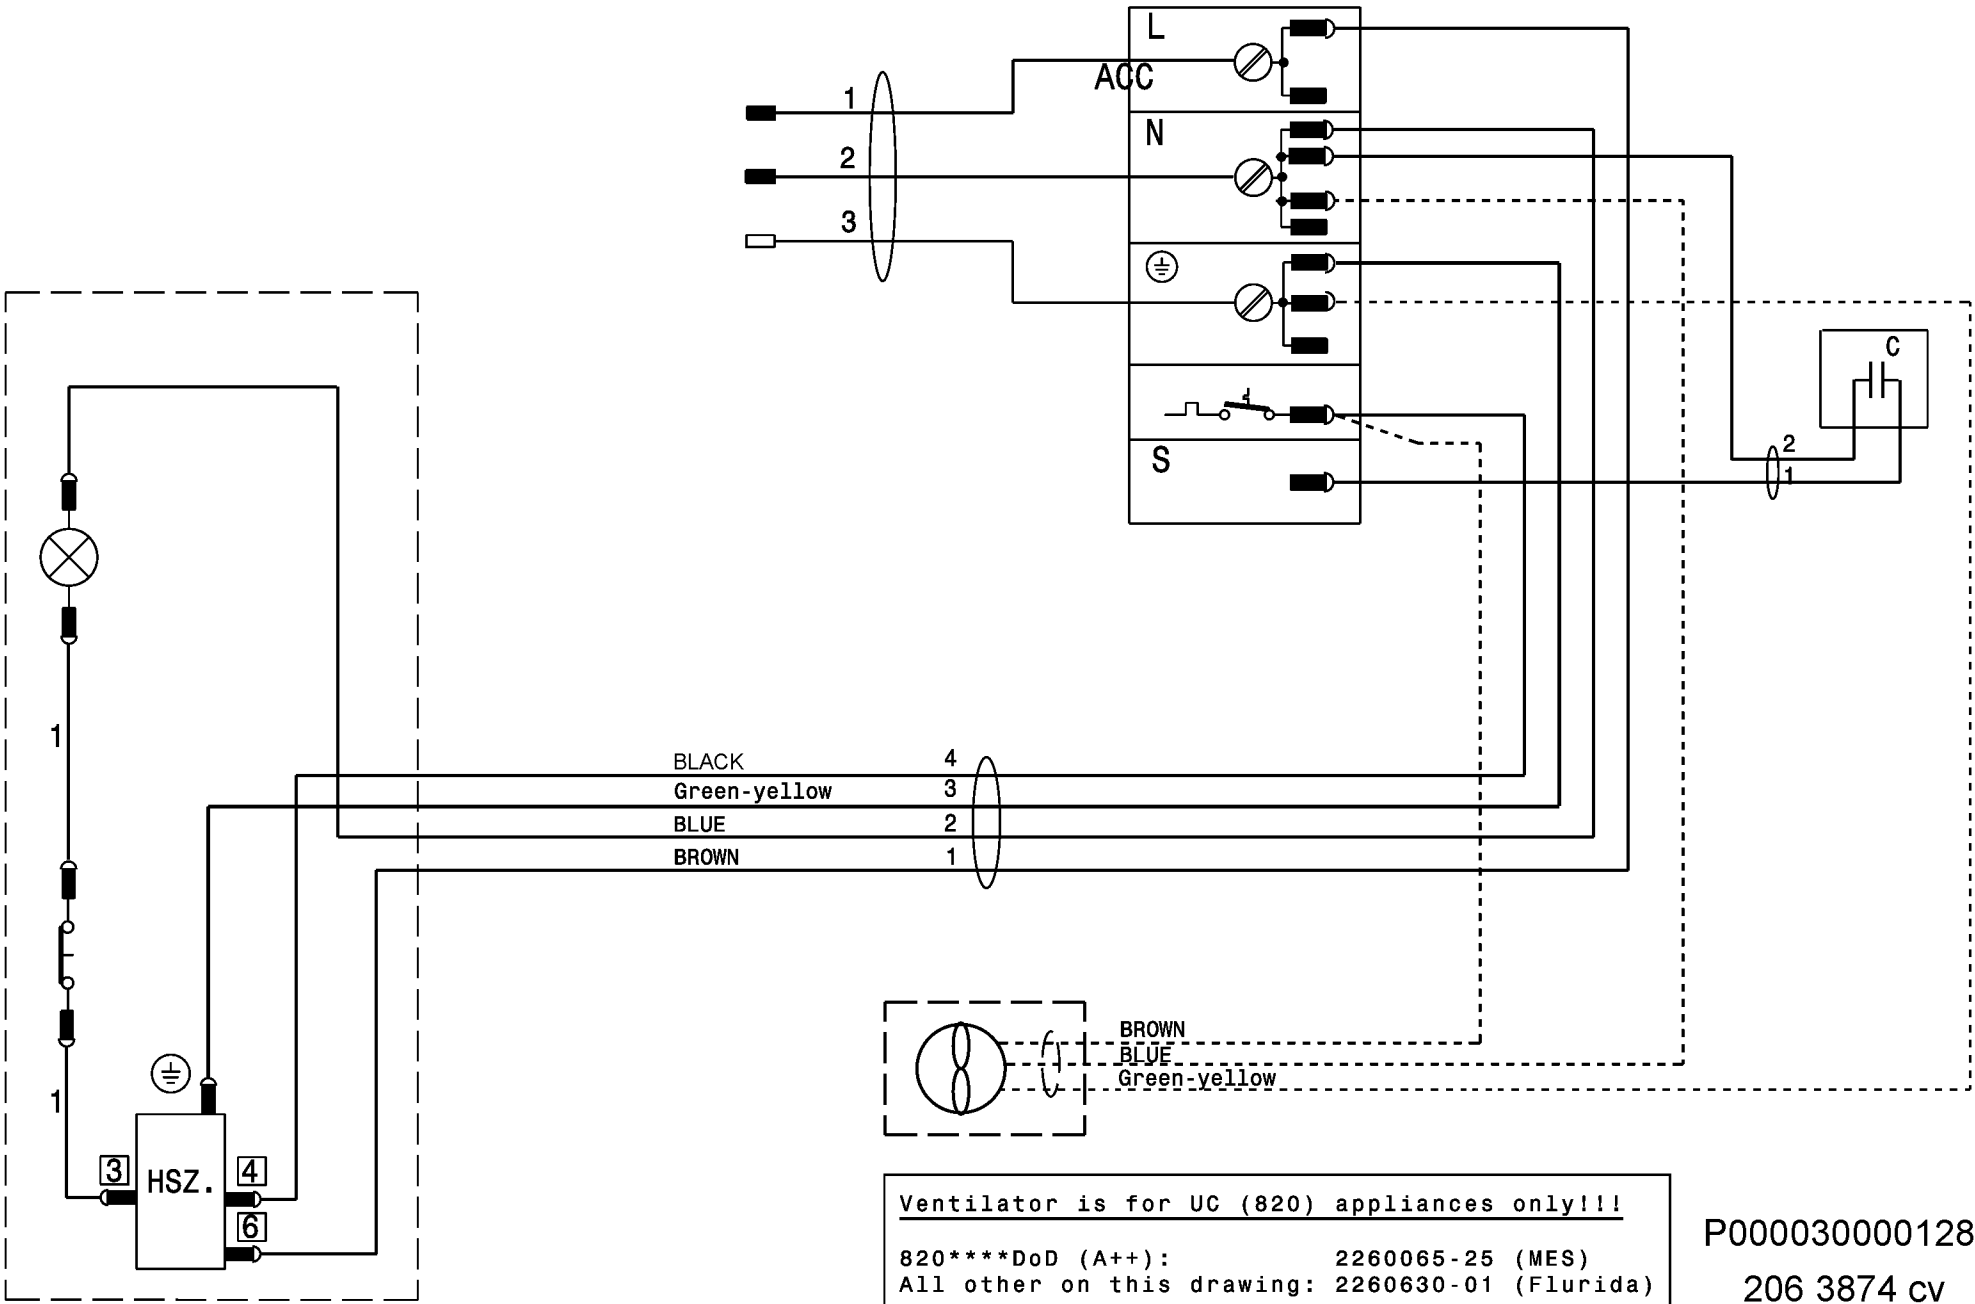 L
ACC
1
N
2
3
C
S
2
1
1
BLACK 4
Green-yellow 3
BLUE 2
BROWN 1
BROWN
BLUE
Green-yellow
1
3
HSZ.
4
6
Ventilator is for UC (820) appliances only!!!
820****DoD (A++): 2260065-25 (MES)
All other on this drawing: 2260630-01 (Flurida)
P000030000128
206 3874 cv